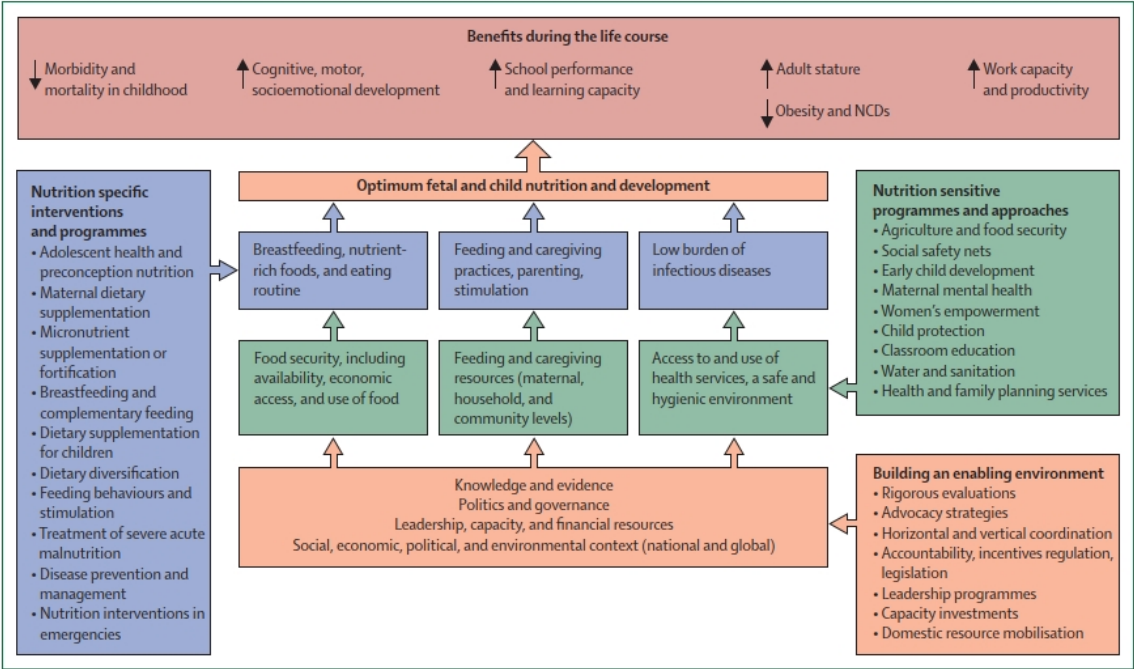 Benefits during the life course
Morbidity and
mortality in childhood
Cognitive, motor,
socioemotional development
School performance
and learning capacity
Adult stature
Obesity and NCDs
Work capacity
and productivity
Nutrition specific
interventions
and programmes
• Adolescent health and
preconception nutrition
• Maternal dietary
supplementation
• Micronutrient
supplementation or
fortification
• Breastfeeding and
complementary feeding
• Dietary supplementation
for children
• Dietary diversification
• Feeding behaviours and
stimulation
• Treatment of severe acute
malnutrition
• Disease prevention and
management
• Nutrition interventions in
emergencies
Optimum fetal and child nutrition and development
Breastfeeding, nutrient-
rich foods, and eating
routine
Feeding and caregiving
practices, parenting,
stimulation
Low burden of
infectious diseases
Food security, including
availability, economic
access, and use of food
Feeding and caregiving
resources (maternal,
household, and
community levels)
Access to and use of
health services, a safe and
hygienic environment
Knowledge and evidence
Politics and governance
Leadership, capacity, and financial resources
Social, economic, political, and environmental context (national and global)
Nutrition sensitive
programmes and approaches
• Agriculture and food security
• Social safety nets
• Early child development
• Maternal mental health
• Women's empowerment
• Child protection
• Classroom education
• Water and sanitation
• Health and family planning services
Building an enabling environment
• Rigorous evaluations
• Advocacy strategies
• Horizontal and vertical coordination
• Accountability, incentives regulation,
legislation
• Leadership programmes
• Capacity investments
• Domestic resource mobilisation